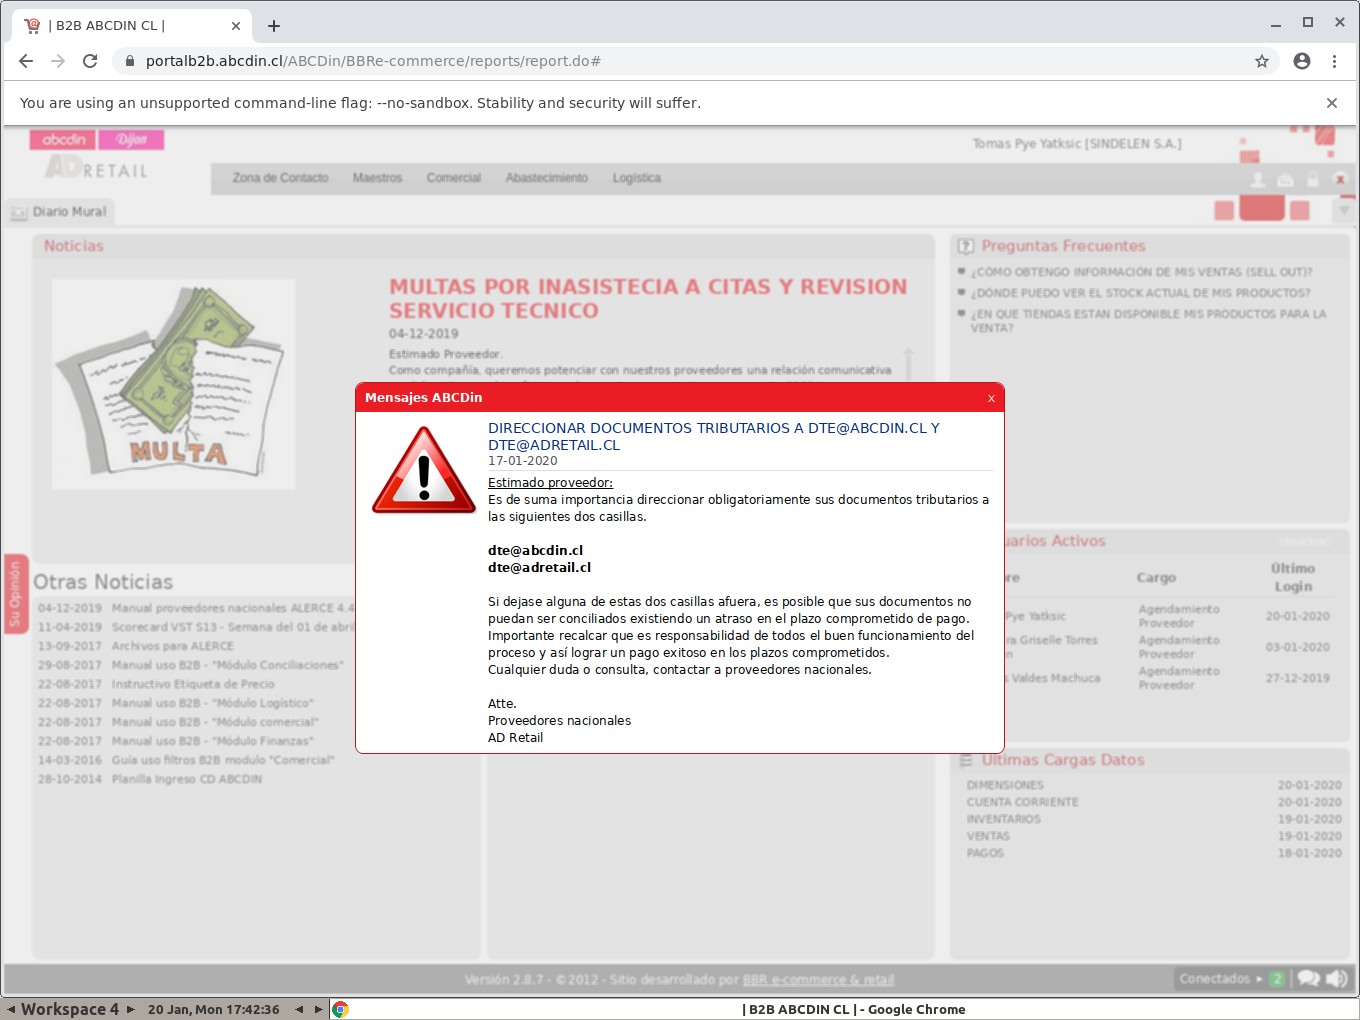 | B2B ABCDIN CL |
portalb2b.abcdin.cl/ABCDin/BBRe-commerce/reports/report.do#
You are using an unsupported command-line flag: --no-sandbox. Stability and security will suffer.
abcdin Dijon
AD RETAIL
Tomas Pye Yatksic [SINDELEN S.A.]
Zona de Contacto Maestros Comercial Abastecimiento Logística
Diario Mural
Noticias
MULTA
MULTAS POR INASISTECIA A CITAS Y REVISION
SERVICIO TECNICO
04-12-2019
Estimado Proveedor.
Como compañía, queremos potenciar con nuestros proveedores una relación comunicativa
Preguntas Frecuentes
¿CÓMO OBTENGO INFORMACIÓN DE MIS VENTAS (SELL OUT)?
¿DÓNDE PUEDO VER EL STOCK ACTUAL DE MIS PRODUCTOS?
¿EN QUE TIENDAS ESTAN DISPONIBLE MIS PRODUCTOS PARA LA
VENTA?
Mensajes ABCDin x
DIRECCIONAR DOCUMENTOS TRIBUTARIOS A DTE@ABCDIN.CL Y
DTE@ADRETAIL.CL
17-01-2020
Estimado proveedor:
Es de suma importancia direccionar obligatoriamente sus documentos tributarios a
las siguientes dos casillas.
dte@abcdin.cl
dte@adretail.cl
Si dejase alguna de estas dos casillas afuera, es posible que sus documentos no
puedan ser conciliados existiendo un atraso en el plazo comprometido de pago.
Importante recalcar que es responsabilidad de todos el buen funcionamiento del
proceso y así lograr un pago exitoso en los plazos comprometidos.
Cualquier duda o consulta, contactar a proveedores nacionales.
Atte.
Proveedores nacionales
AD Retail
Su Opinión
Otras Noticias
04-12-2019 Manual proveedores nacionales ALERCE 4.4
11-04-2019 Scorecard VST S13 - Semana del 01 de abril
13-09-2017 Archivos para ALERCE
29-08-2017 Manual uso B2B - "Módulo Conciliaciones"
22-08-2017 Instructivo Etiqueta de Precio
22-08-2017 Manual uso B2B - "Módulo Logístico"
22-08-2017 Manual uso B2B - "Módulo comercial"
22-08-2017 Manual uso B2B - "Módulo Finanzas"
14-03-2016 Guía uso filtros B2B modulo "Comercial"
28-10-2014 Planilla Ingreso CD ABCDIN
uarios Activos
re Cargo Último
Login
Pye Yatksic Agendamiento
Proveedor 20-01-2020
ra Griselle Torres
n Agendamiento
Proveedor 03-01-2020
s Valdes Machuca Agendamiento
Proveedor 27-12-2019
Últimas Cargas Datos
DIMENSIONES 20-01-2020
CUENTA CORRIENTE 20-01-2020
INVENTARIOS 19-01-2020
VENTAS 19-01-2020
PAGOS 18-01-2020
Versión 2.8.7 - ©2012 - Sitio desarrollado por BBR e-commerce & retail
Conectados 2
Workspace 4 20 Jan, Mon 17:42:36 | B2B ABCDIN CL | - Google Chrome